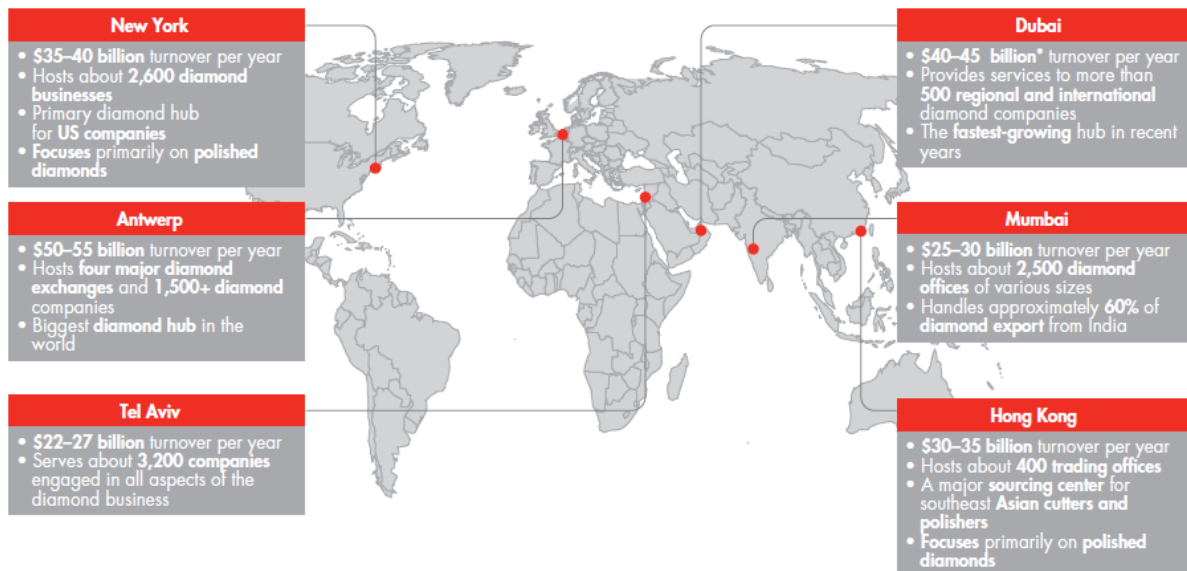 New York
• $35–40 billion turnover per year
• Hosts about 2,600 diamond
businesses
• Primary diamond hub
for US companies
• Focuses primarily on polished
diamonds
Antwerp
• $50–55 billion turnover per year
• Hosts four major diamond
exchanges and 1,500+ diamond
companies
• Biggest diamond hub in the
world
Tel Aviv
• $22–27 billion turnover per year
• Serves about 3,200 companies
engaged in all aspects of the
diamond business
Dubai
• $40–45 billion* turnover per year
• Provides services to more than
500 regional and international
diamond companies
• The fastest-growing hub in recent
years
Mumbai
• $25–30 billion turnover per year
• Hosts about 2,500 diamond
offices of various sizes
• Handles approximately 60% of
diamond export from India
Hong Kong
• $30–35 billion turnover per year
• Hosts about 400 trading offices
• A major sourcing center for
southeast Asian cutters and
polishers
• Focuses primarily on polished
diamonds